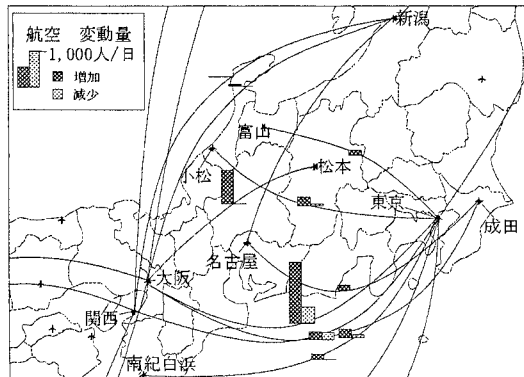 航空 変動量
1,000人/日
増加
減少
新潟
富山
小松
松本
東京
成田
名古屋
大阪
関西
南紀白浜